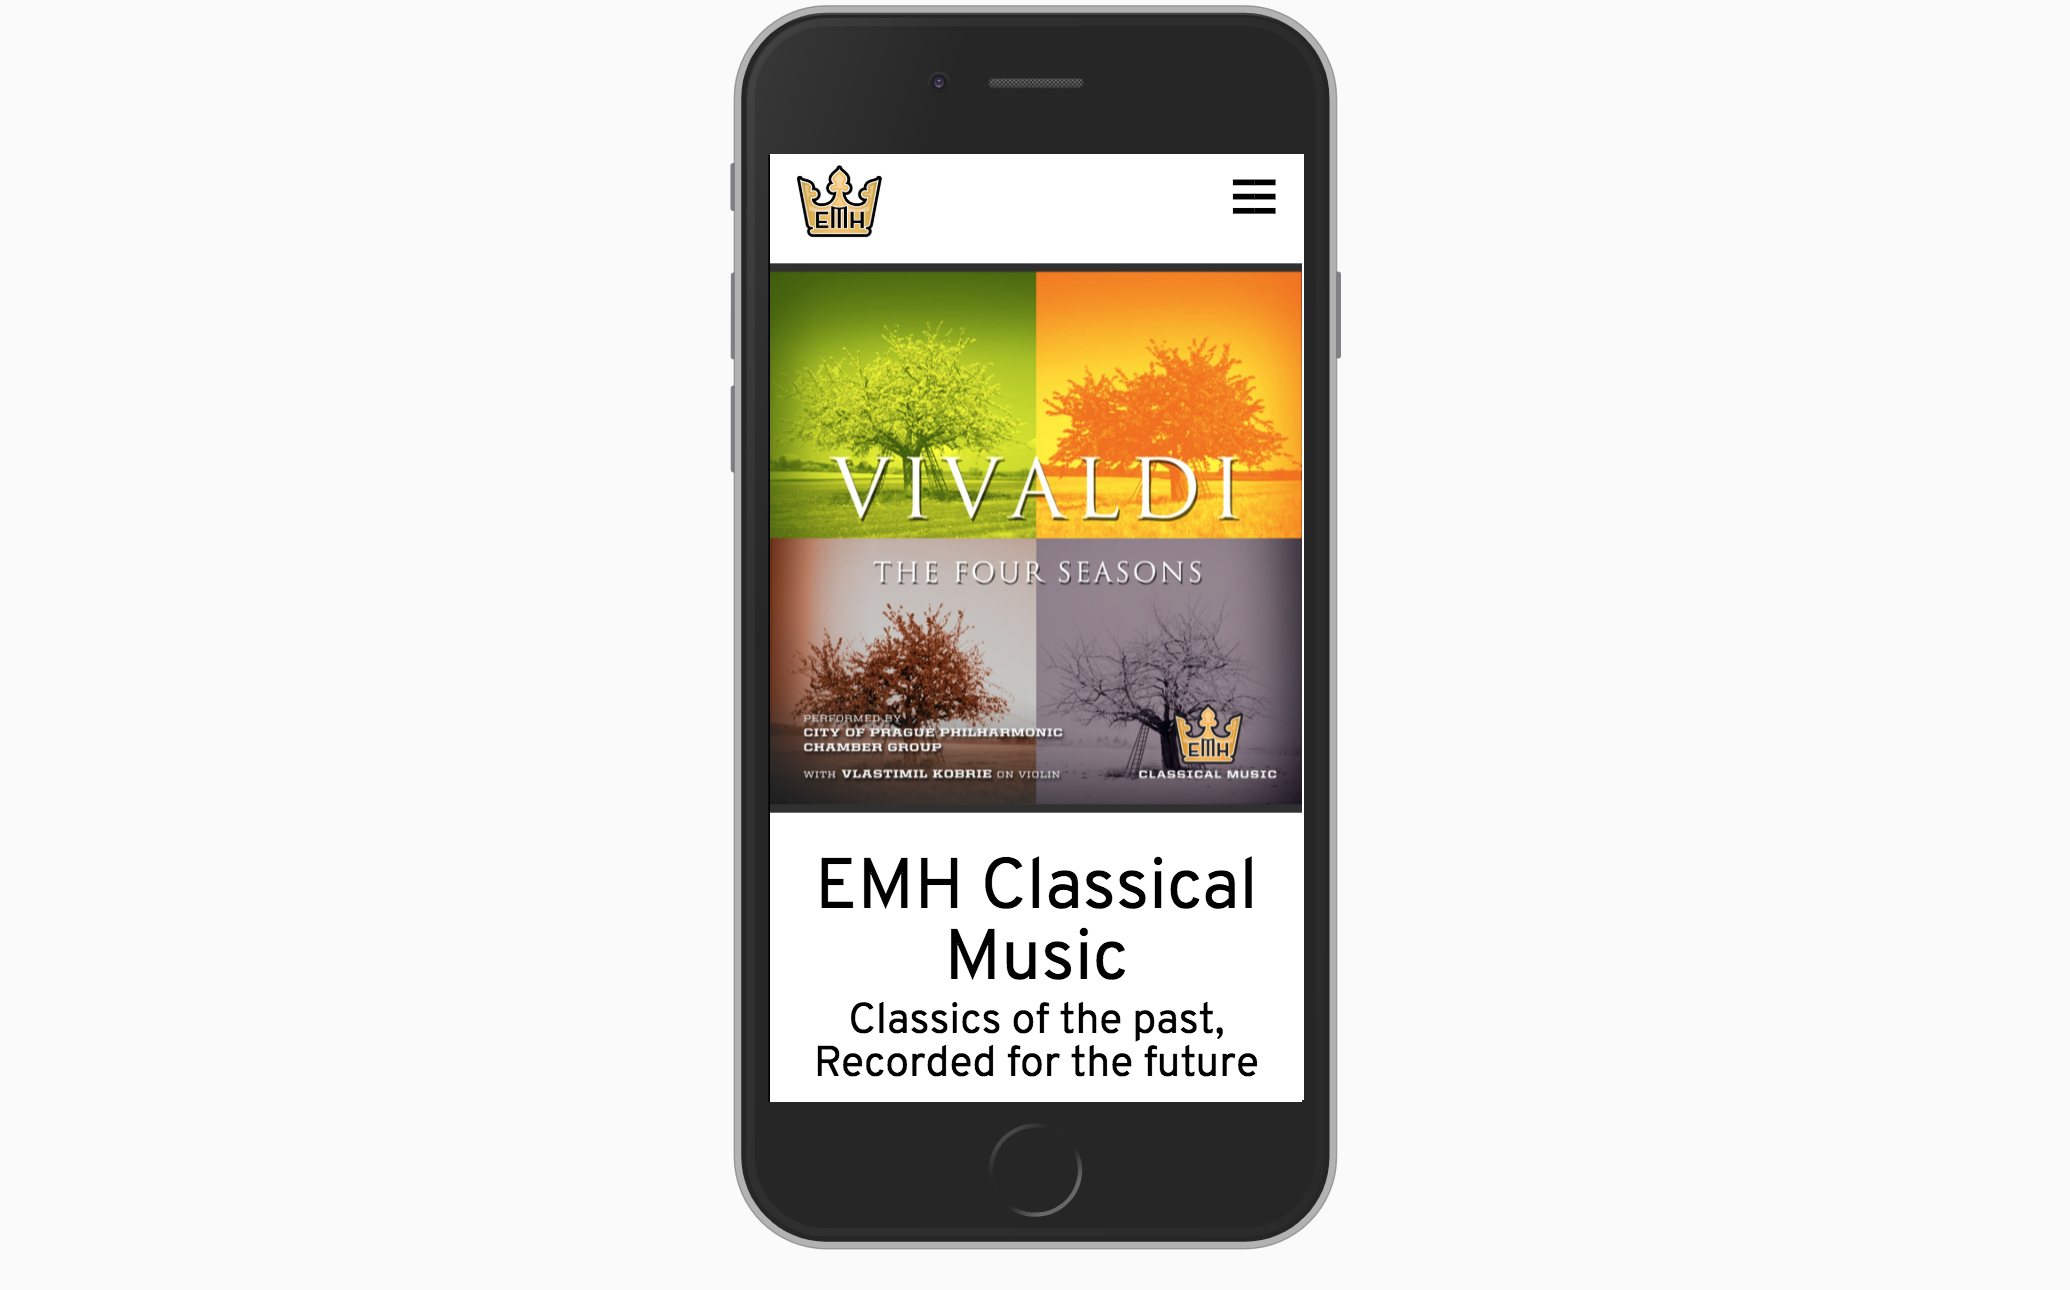 EMH
VIVALDI
THE FOUR SEASONS
PERFORMED BY
CITY OF PRAGUE PHILHARMONIC
CHAMBER GROUP
WITH VLASTIMIL KOBRIE ON VIOLIN
EMH
CLASSICAL MUSIC
EMH Classical
Music
Classics of the past,
Recorded for the future